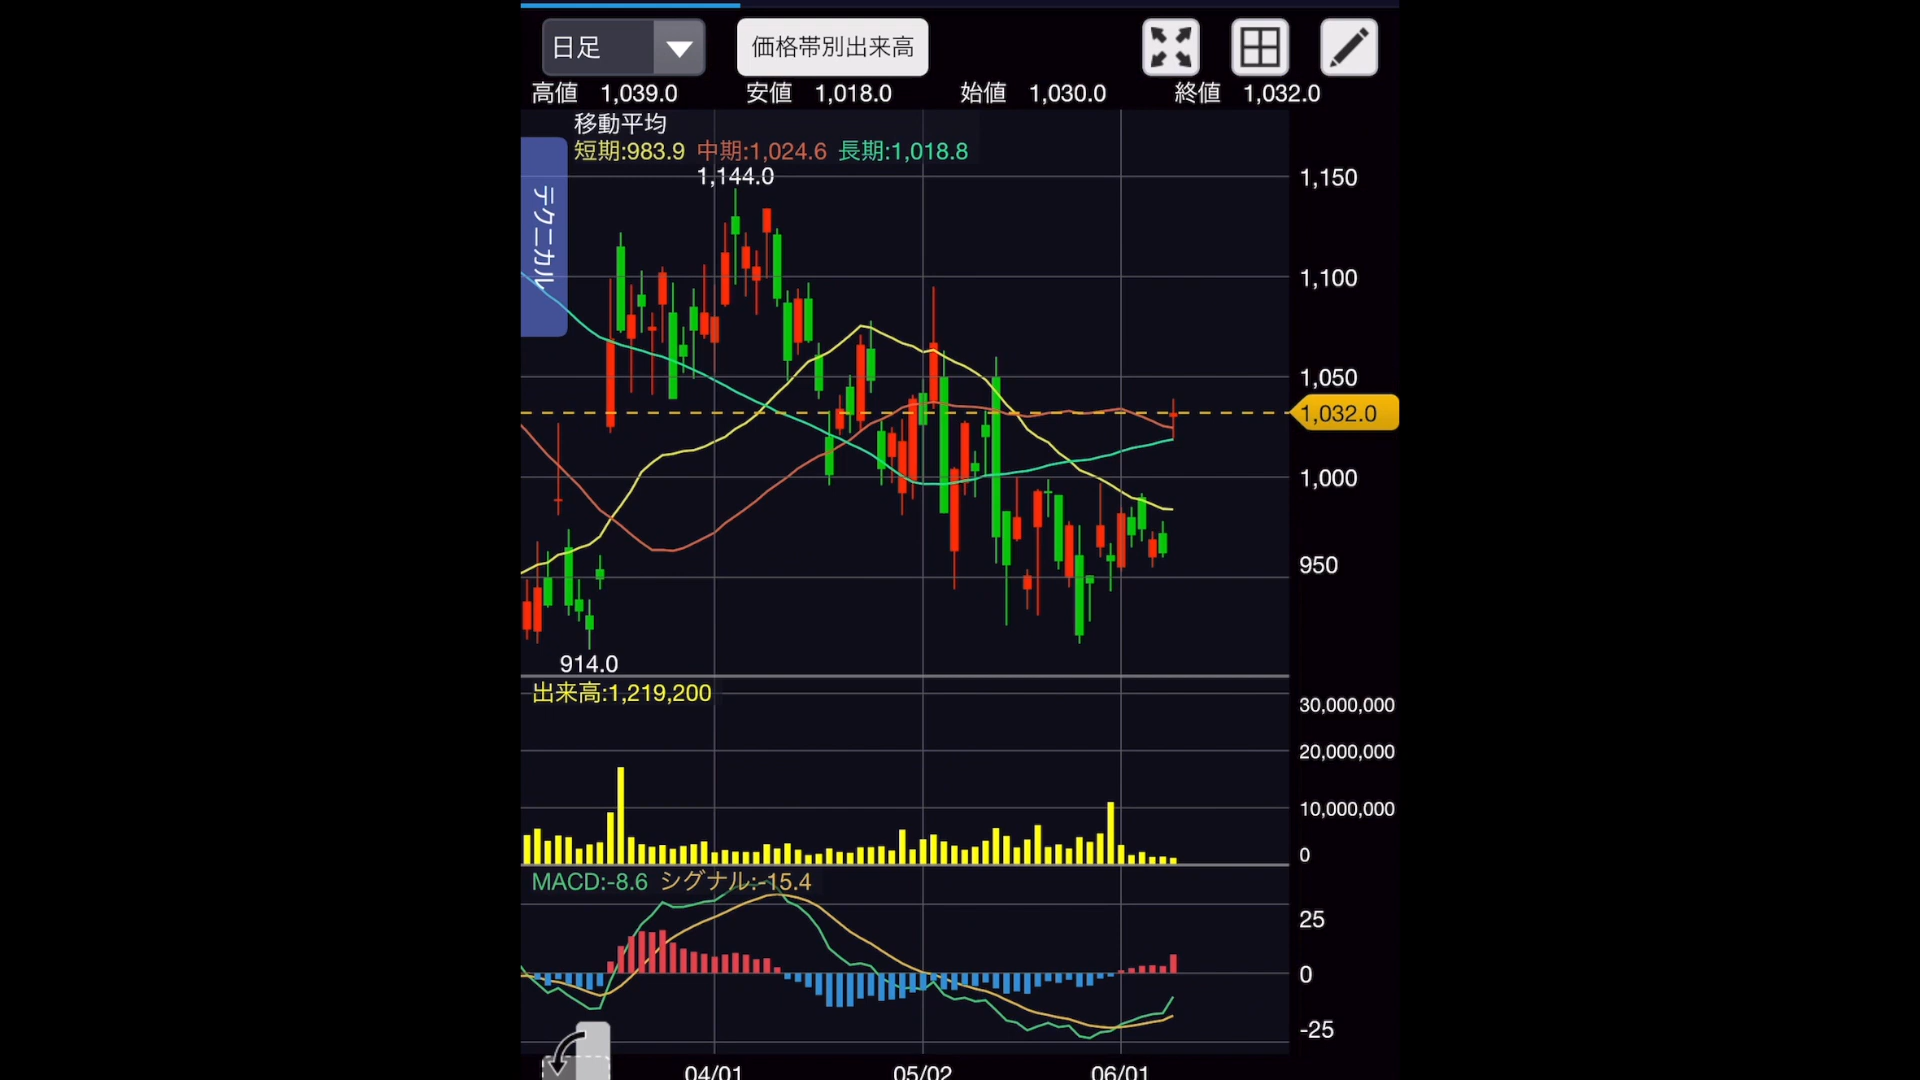 日足
価格帯別出来高
高値 1,039.0 安値 1,018.0 始値 1,030.0 終値 1,032.0
移動平均
短期:983.9 中期:1,024.6 長期:1,018.8
テクニカル
1,144.0
1,150
1,100
1,050
1,032.0
1,000
950
914.0
出来高:1,219,200
30,000,000
20,000,000
10,000,000
0
MACD:-8.6 シグナル:-15.4
25
0
-25
04/01 05/02 06/01